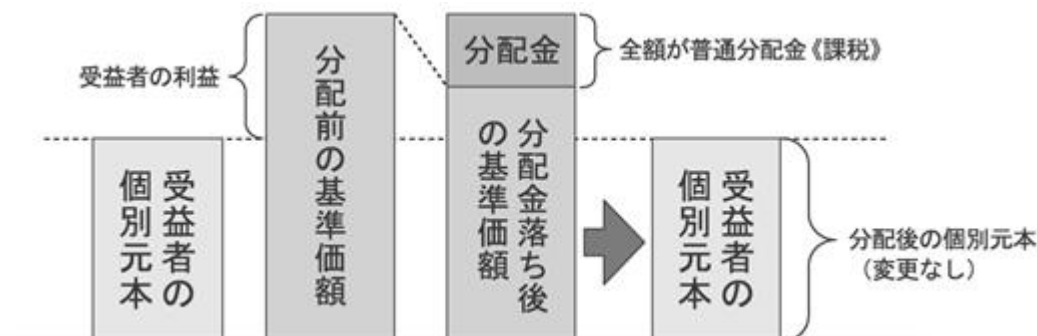 受益者の利益
受益者の
個別元本
分配前の基準価額
分配金
全額が普通分配金《課税》
分配金落ち後
の基準価額
受益者の
個別元本
分配後の個別元本
（変更なし）